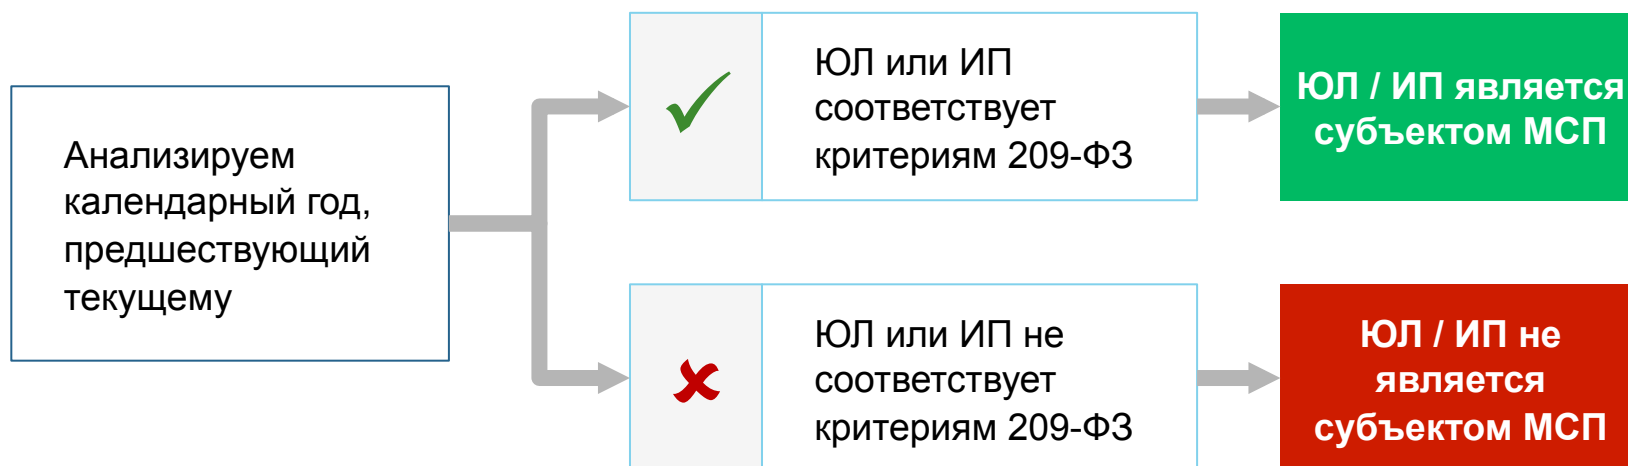 Анализируем
календарный год,
предшествующий
текущему
ЮЛ или ИП
соответствует
критериям 209-ФЗ
ЮЛ / ИП является
субъектом МСП
ЮЛ или ИП не
соответствует
критериям 209-ФЗ
ЮЛ / ИП не
является
субъектом МСП